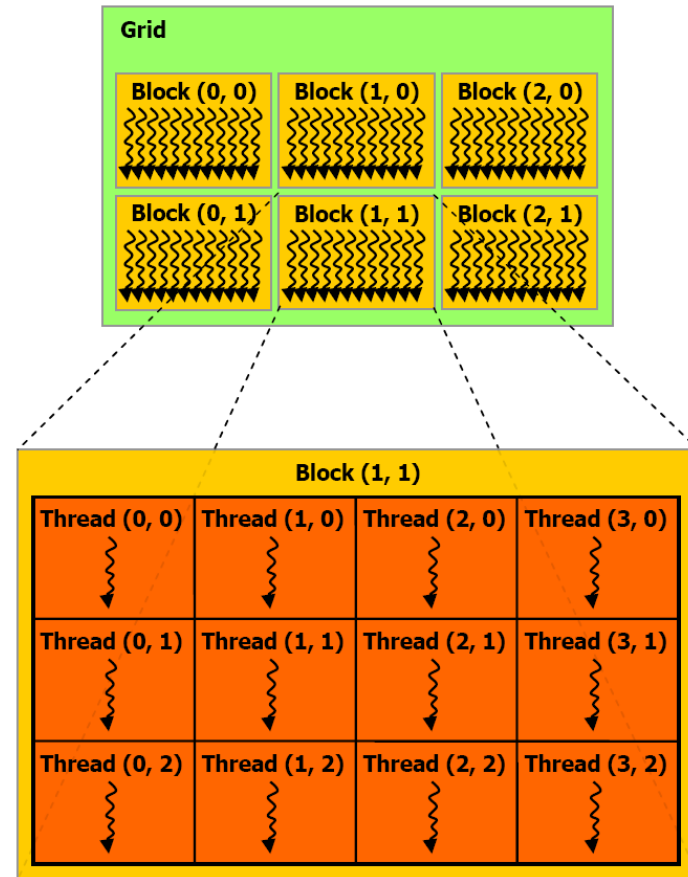 Grid
Block (0, 0) Block (1, 0) Block (2, 0)
Block (0, 1) Block (1, 1) Block (2, 1)
Block (1, 1)
Thread (0, 0) Thread (1, 0) Thread (2, 0) Thread (3, 0)
Thread (0, 1) Thread (1, 1) Thread (2, 1) Thread (3, 1)
Thread (0, 2) Thread (1, 2) Thread (2, 2) Thread (3, 2)